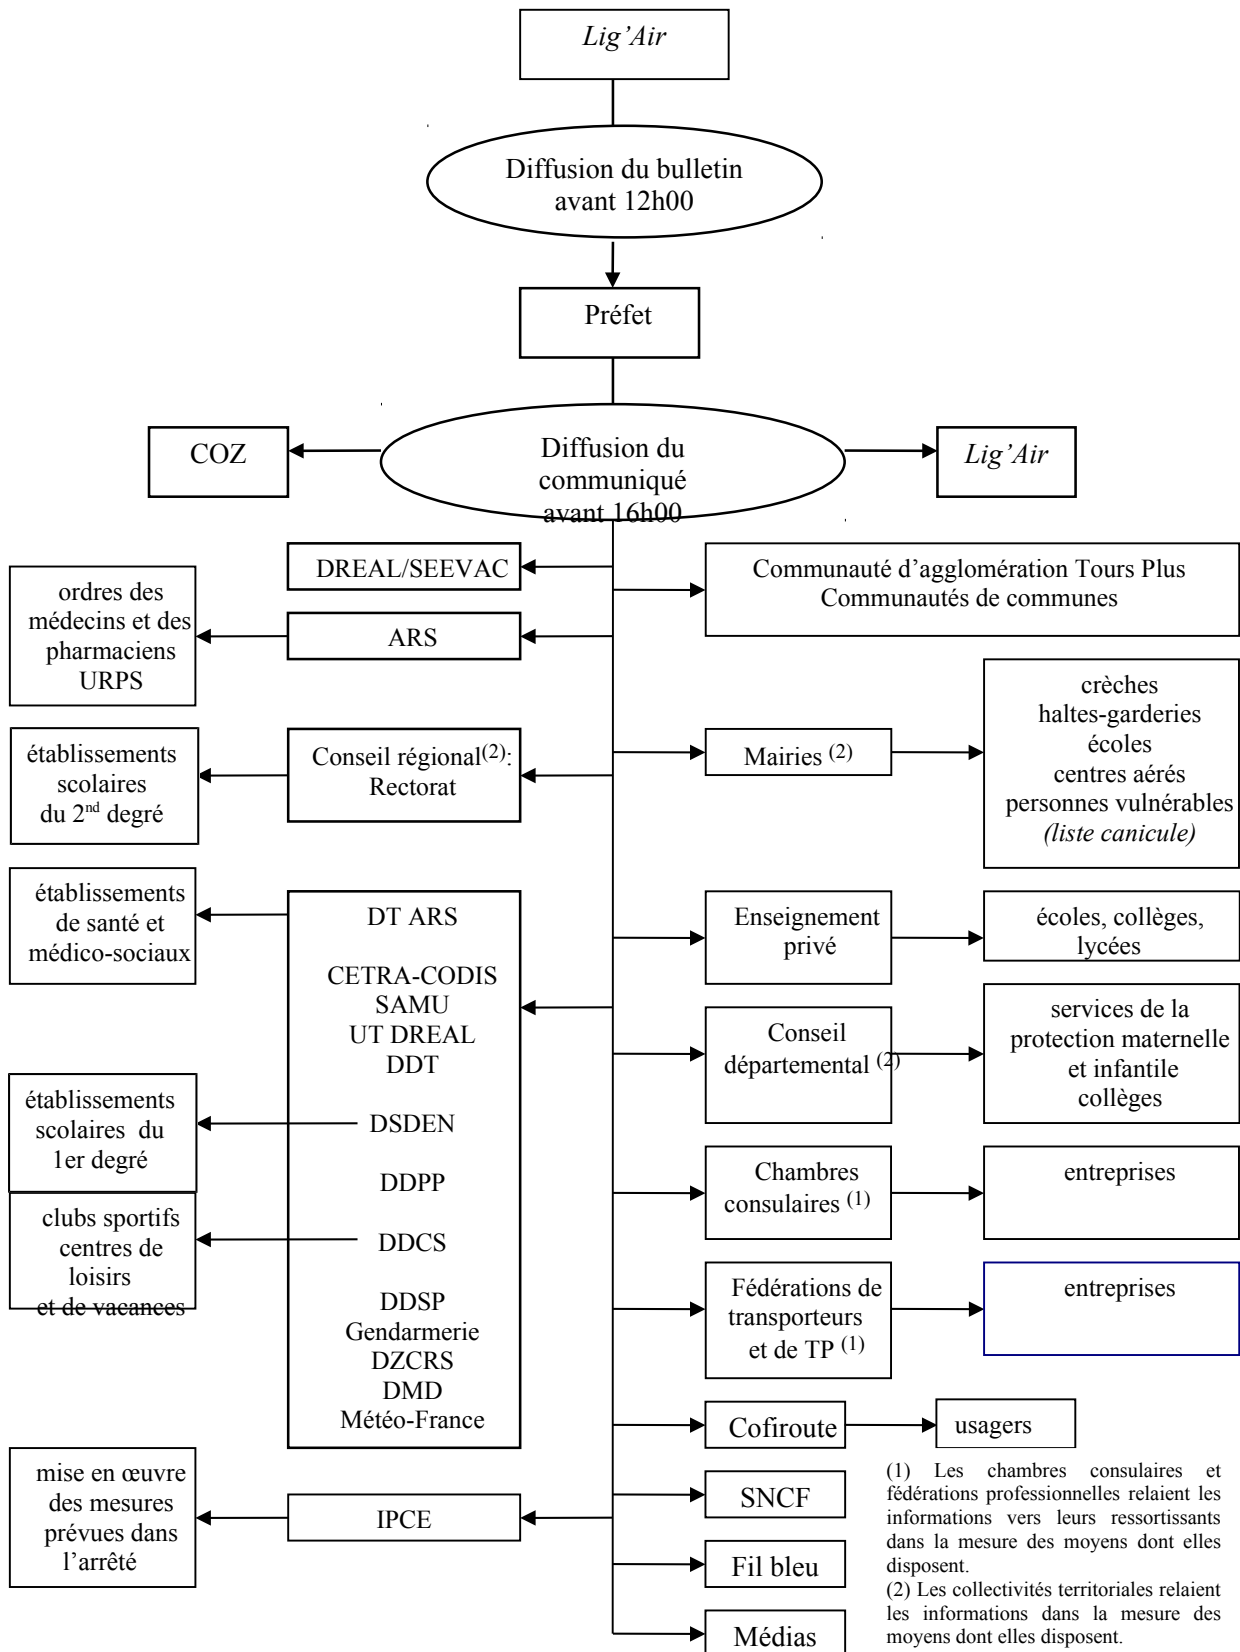 Lig’Air
Diffusion du bulletin
avant 12h00
Préfet
COZ
Diffusion du
communiqué
avant 16h00
Lig’Air
DREAL/SEEVAC
Communauté d’agglomération Tours Plus
Communautés de communes
ordres des
médecins et des
pharmaciens
URPS
ARS
crèches
haltes-garderies
écoles
centres aérés
personnes vulnérables
(liste canicule)
Mairies (2)
établissements
scolaires
du 2nd degré
Conseil régional(2):
Rectorat
établissements
de santé et
médico-sociaux
DT ARS
CETRA-CODIS
SAMU
UT DREAL
DDT
DSDEN
DDPP
DDCS
DDSP
Gendarmerie
DZCRS
DMD
Météo-France
Enseignement
privé
écoles, collèges,
lycées
Conseil
départemental (2)
services de la
protection maternelle
et infantile
collèges
établissements
scolaires du
1er degré
Chambres
consulaires (1)
entreprises
clubs sportifs
centres de
loisirs
et de vacances
Fédérations de
transporteurs
et de TP (1)
entreprises
Cofiroute
usagers
mise en œuvre
des mesures
prévues dans
l’arrêté
IPCE
SNCF
Fil bleu
Médias
(1) Les chambres consulaires et
fédérations professionnelles relaient les
informations vers leurs ressortissants
dans la mesure des moyens dont elles
disposent.
(2) Les collectivités territoriales relaient
les informations dans la mesure des
moyens dont elles disposent.